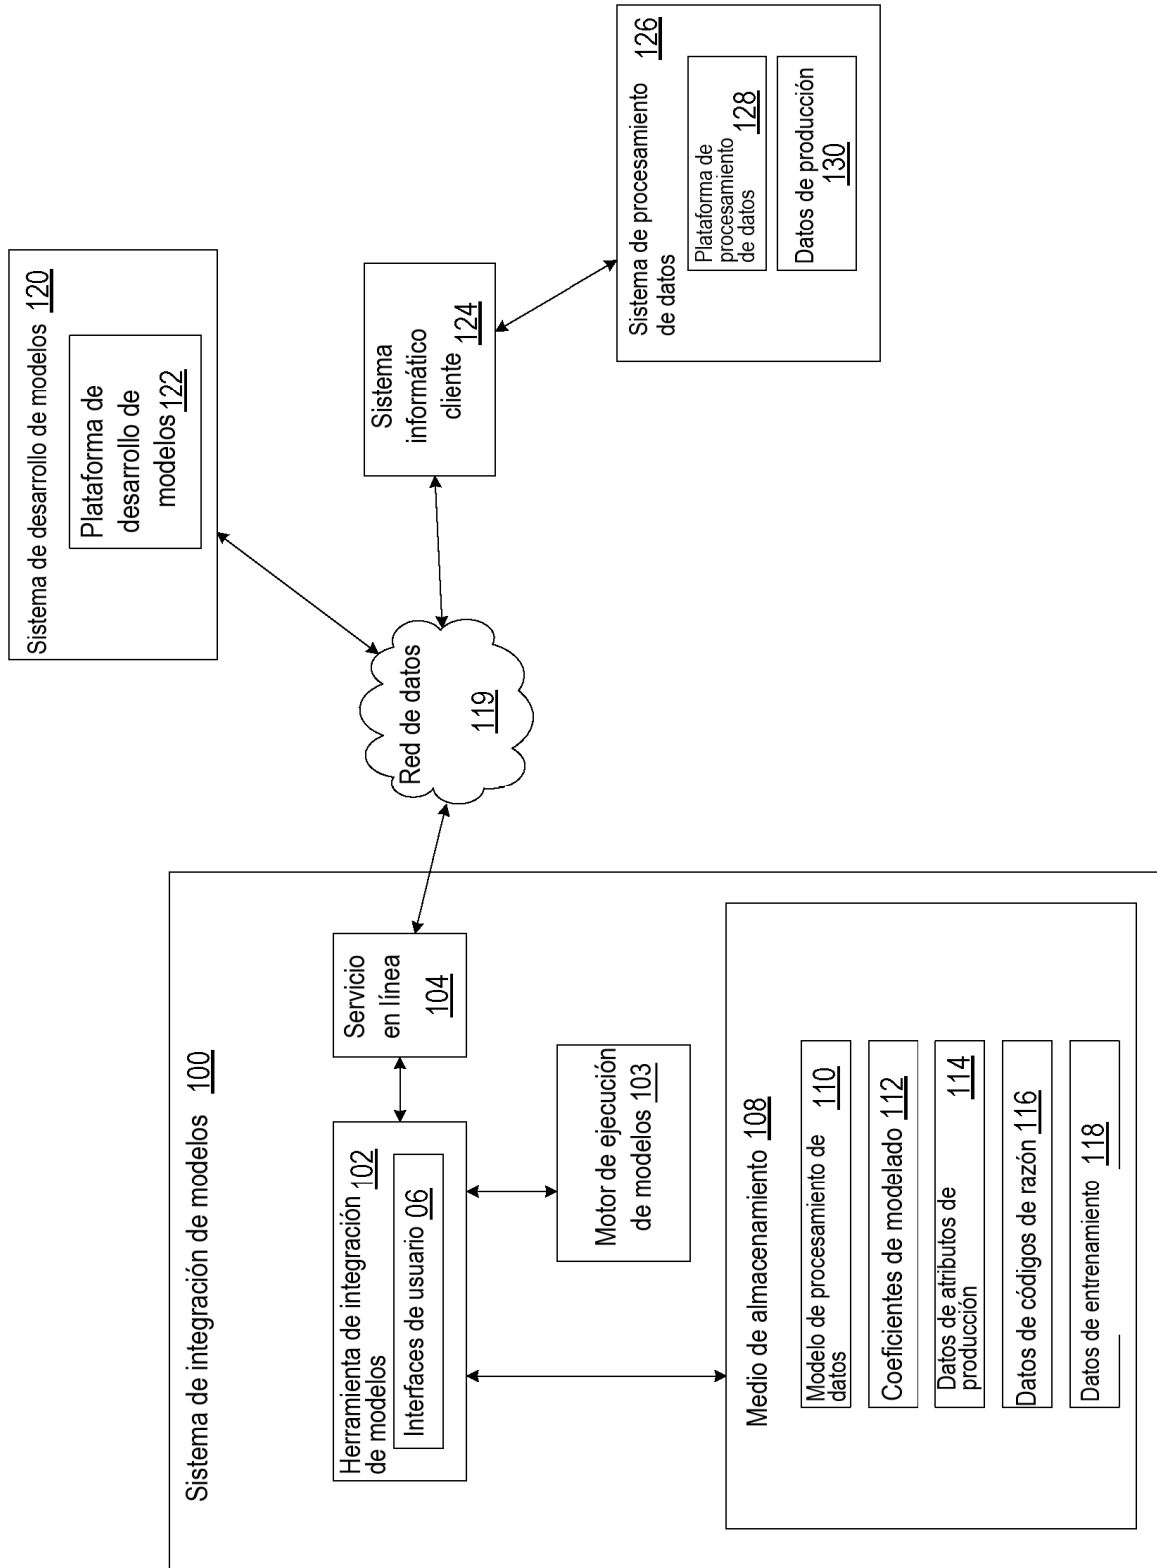 Sistema de integración de modelos 100
Herramienta de integración
de modelos 102
Interfaces de usuario 06
Servicio
en línea
104
Motor de ejecución
de modelos 103
Medio de almacenamiento 108
Modelo de procesamiento de
datos 110
Coeficientes de modelado 112
Datos de atributos de
producción 114
Datos de códigos de razón 116
Datos de entrenamiento 118
Red de datos
119
Sistema de desarrollo de modelos 120
Plataforma de
desarrollo de
modelos 122
Sistema
informático
cliente 124
Sistema de procesamiento
de datos 126
Plataforma de
procesamiento
de datos 128
Datos de producción
130